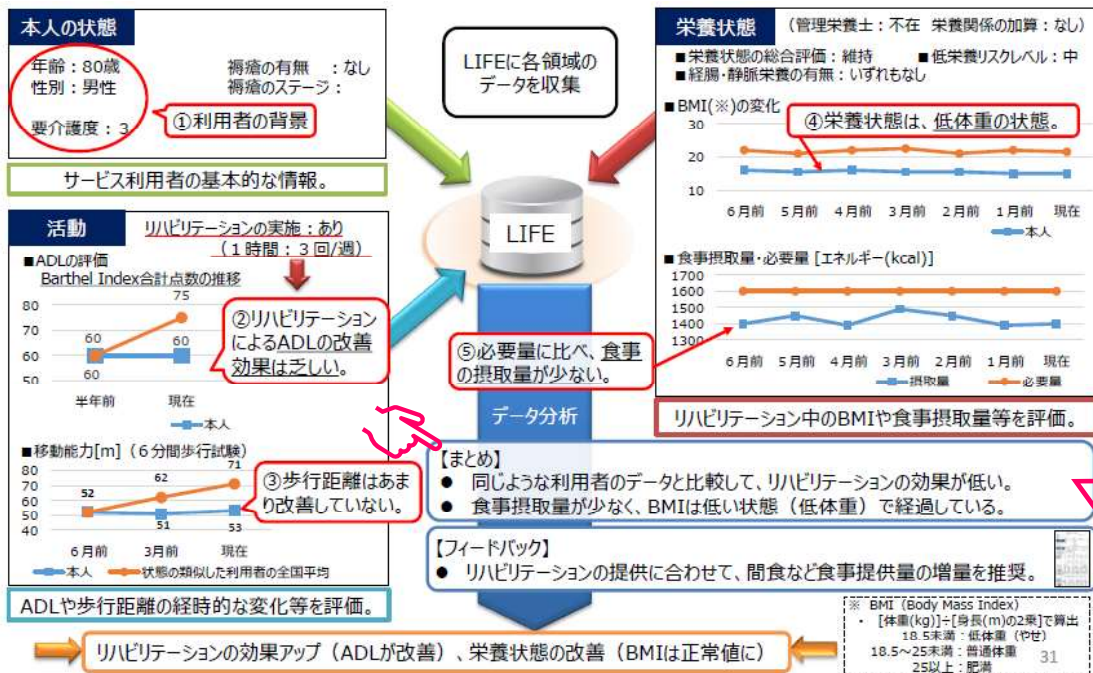 本人の状態
年齢：80歳
性別：男性
要介護度：3
褥瘡の有無　：なし
褥瘡のステージ：
①利用者の背景
サービス利用者の基本的な情報。
LIFEに各領域の
データを収集
栄養状態
（管理栄養士：不在 栄養関係の加算：なし）
■栄養状態の総合評価：維持　■低栄養リスクレベル：中
■経腸・静脈栄養の有無：いずれもなし
■BMI(※)の変化
④栄養状態は、低体重の状態。
30
20
10
6月前 5月前 4月前 3月前 2月前 1月前 現在
本人
■食事摂取量・必要量 [エネルギー(kcal)]
1700
1600
1500
1400
1300
6月前 5月前 4月前 3月前 2月前 1月前 現在
摂取量 必要量
⑤必要量に比べ、食事
の摂取量が少ない。
リハビリテーション中のBMIや食事摂取量等を評価。
活動
リハビリテーションの実施：あり
（1時間：3回/週）
■ADLの評価
Barthel Index合計点数の推移
80
70
60
50
75
60
60
60
半年前 現在
本人
②リハビリテーション
によるADLの改善
効果は乏しい。
■移動能力[m]（6分間歩行試験）
80
70
60
50
40
52
62
71
51
53
6月前 3月前 現在
本人 状態の類似した利用者の全国平均
③歩行距離はあま
り改善していない。
ADLや歩行距離の経時的な変化等を評価。
LIFE
データ分析
【まとめ】
● 同じような利用者のデータと比較して、リハビリテーションの効果が低い。
● 食事摂取量が少なく、BMIは低い状態（低体重）で経過している。
【フィードバック】
● リハビリテーションの提供に合わせて、間食など食事提供量の増量を推奨。
リハビリテーションの効果アップ（ADLが改善）、栄養状態の改善（BMIは正常値に）
※ BMI（Body Mass Index）
・ [体重(kg)]÷[身長(m)の2乗]で算出
18.5未満：低体重（やせ）
18.5～25未満：普通体重
25以上：肥満
31